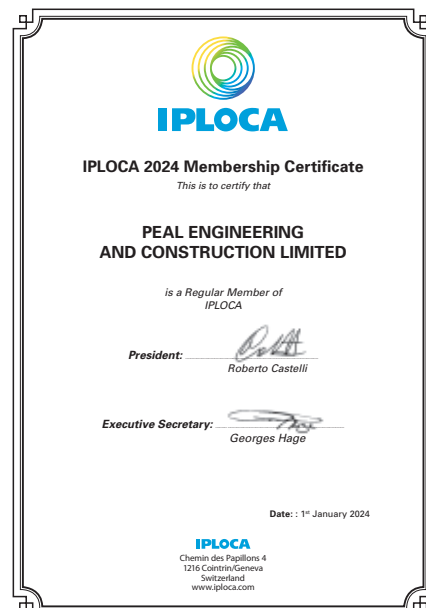 IPLOCA
IPLOCA 2024 Membership Certificate
This is to certify that
PEAL ENGINEERING
AND CONSTRUCTION LIMITED
is a Regular Member of
IPLOCA
President:
Roberto Castelli
Executive Secretary:
Georges Hage
Date: : 1st January 2024
IPLOCA
Chemin des Papillons 4
1216 Cointrin/Geneva
Switzerland
www.iploca.com